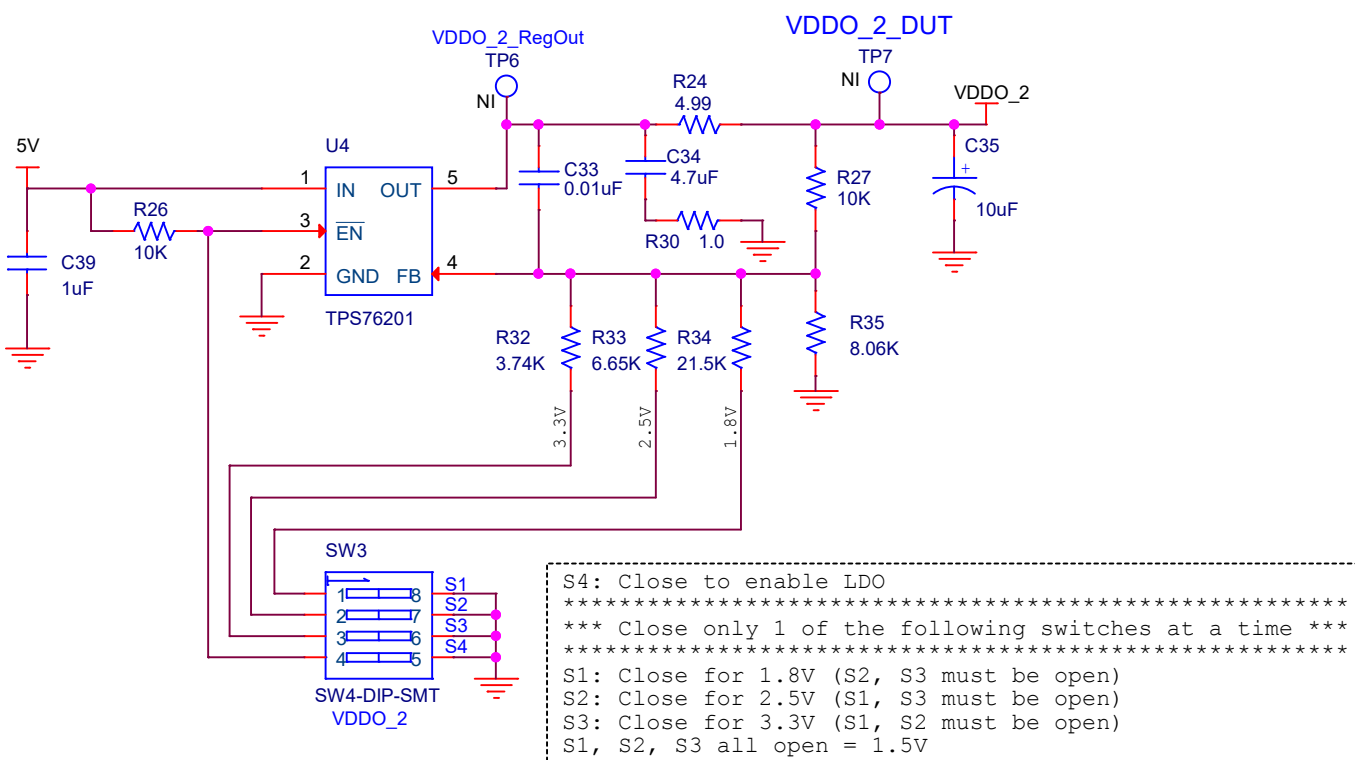 VDDO_2_DUT
VDDO_2_RegOut
TP6
TP7
NI
NI
R24
4.99
VDDO_2
5V
U4
C33
0.01uF
C34
4.7uF
C35
+
10uF
1
IN
OUT
5
R26
10K
3
EN
2
GND
FB
4
TPS76201
R27
10K
R30 1.0
C39
1uF
R32
3.74K
R33
6.65K
R34
21.5K
R35
8.06K
3.3V
2.5V
1.8V
SW3
1
8
S1
2
7
S2
3
6
S3
4
5
S4
SW4-DIP-SMT
VDDO_2
S4: Close to enable LDO
********************************************************
*** Close only 1 of the following switches at a time ***
********************************************************
S1: Close for 1.8V (S2, S3 must be open)
S2: Close for 2.5V (S1, S3 must be open)
S3: Close for 3.3V (S1, S2 must be open)
S1, S2, S3 all open = 1.5V